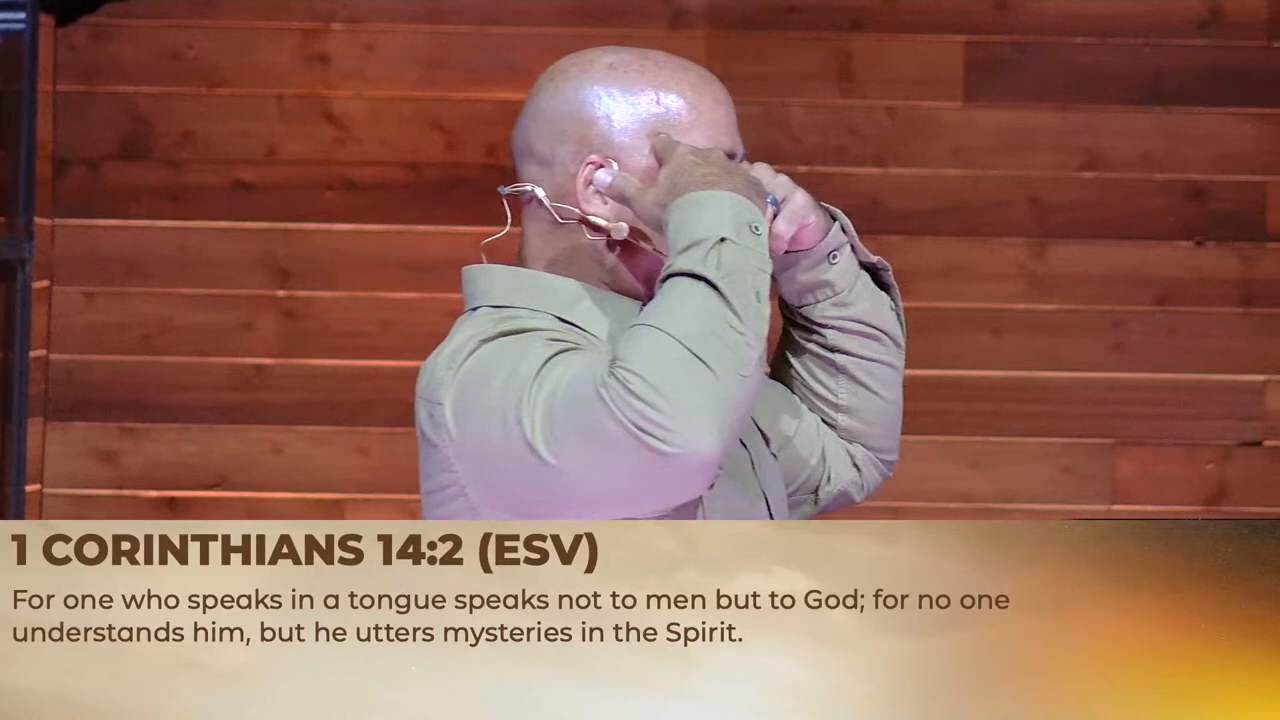 1 CORINTHIANS 14:2 (ESV)
For one who speaks in a tongue speaks not to men but to God; for no one
understands him, but he utters mysteries in the Spirit.